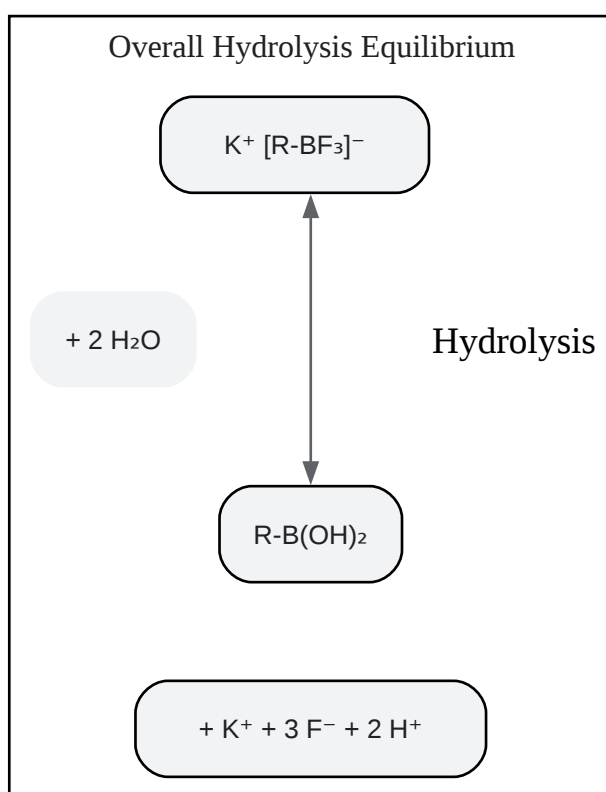 Overall Hydrolysis Equilibrium
K⁺ [R-BF₃]⁻
+ 2 H₂O
Hydrolysis
R-B(OH)₂
+ K⁺ + 3 F⁻ + 2 H⁺